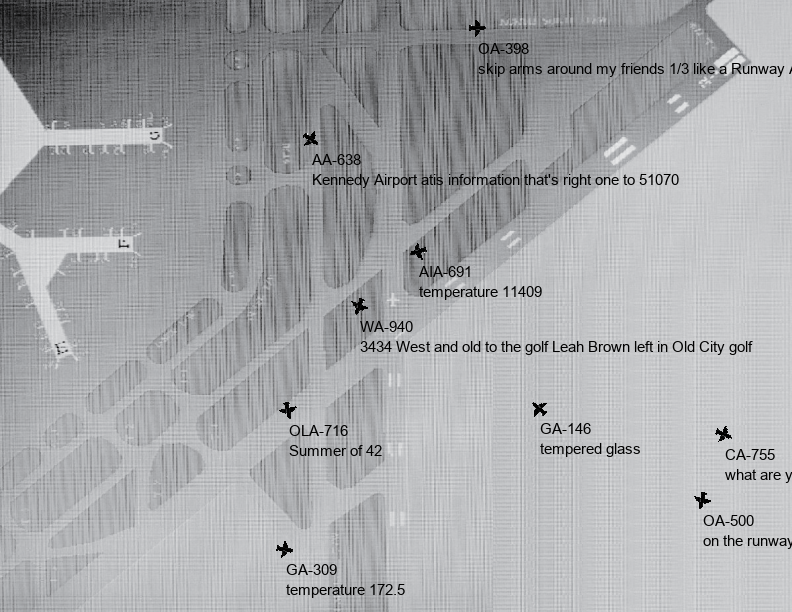 OA-398
skip arms around my friends 1/3 like a Runway
AA-638
Kennedy Airport atis information that's right one to 51070
AIA-691
temperature 11409
WA-940
3434 West and old to the golf Leah Brown left in Old City golf
OLA-716
Summer of 42
GA-146
tempered glass
CA-755
what are
OA-500
on the runway
GA-309
temperature 172.5